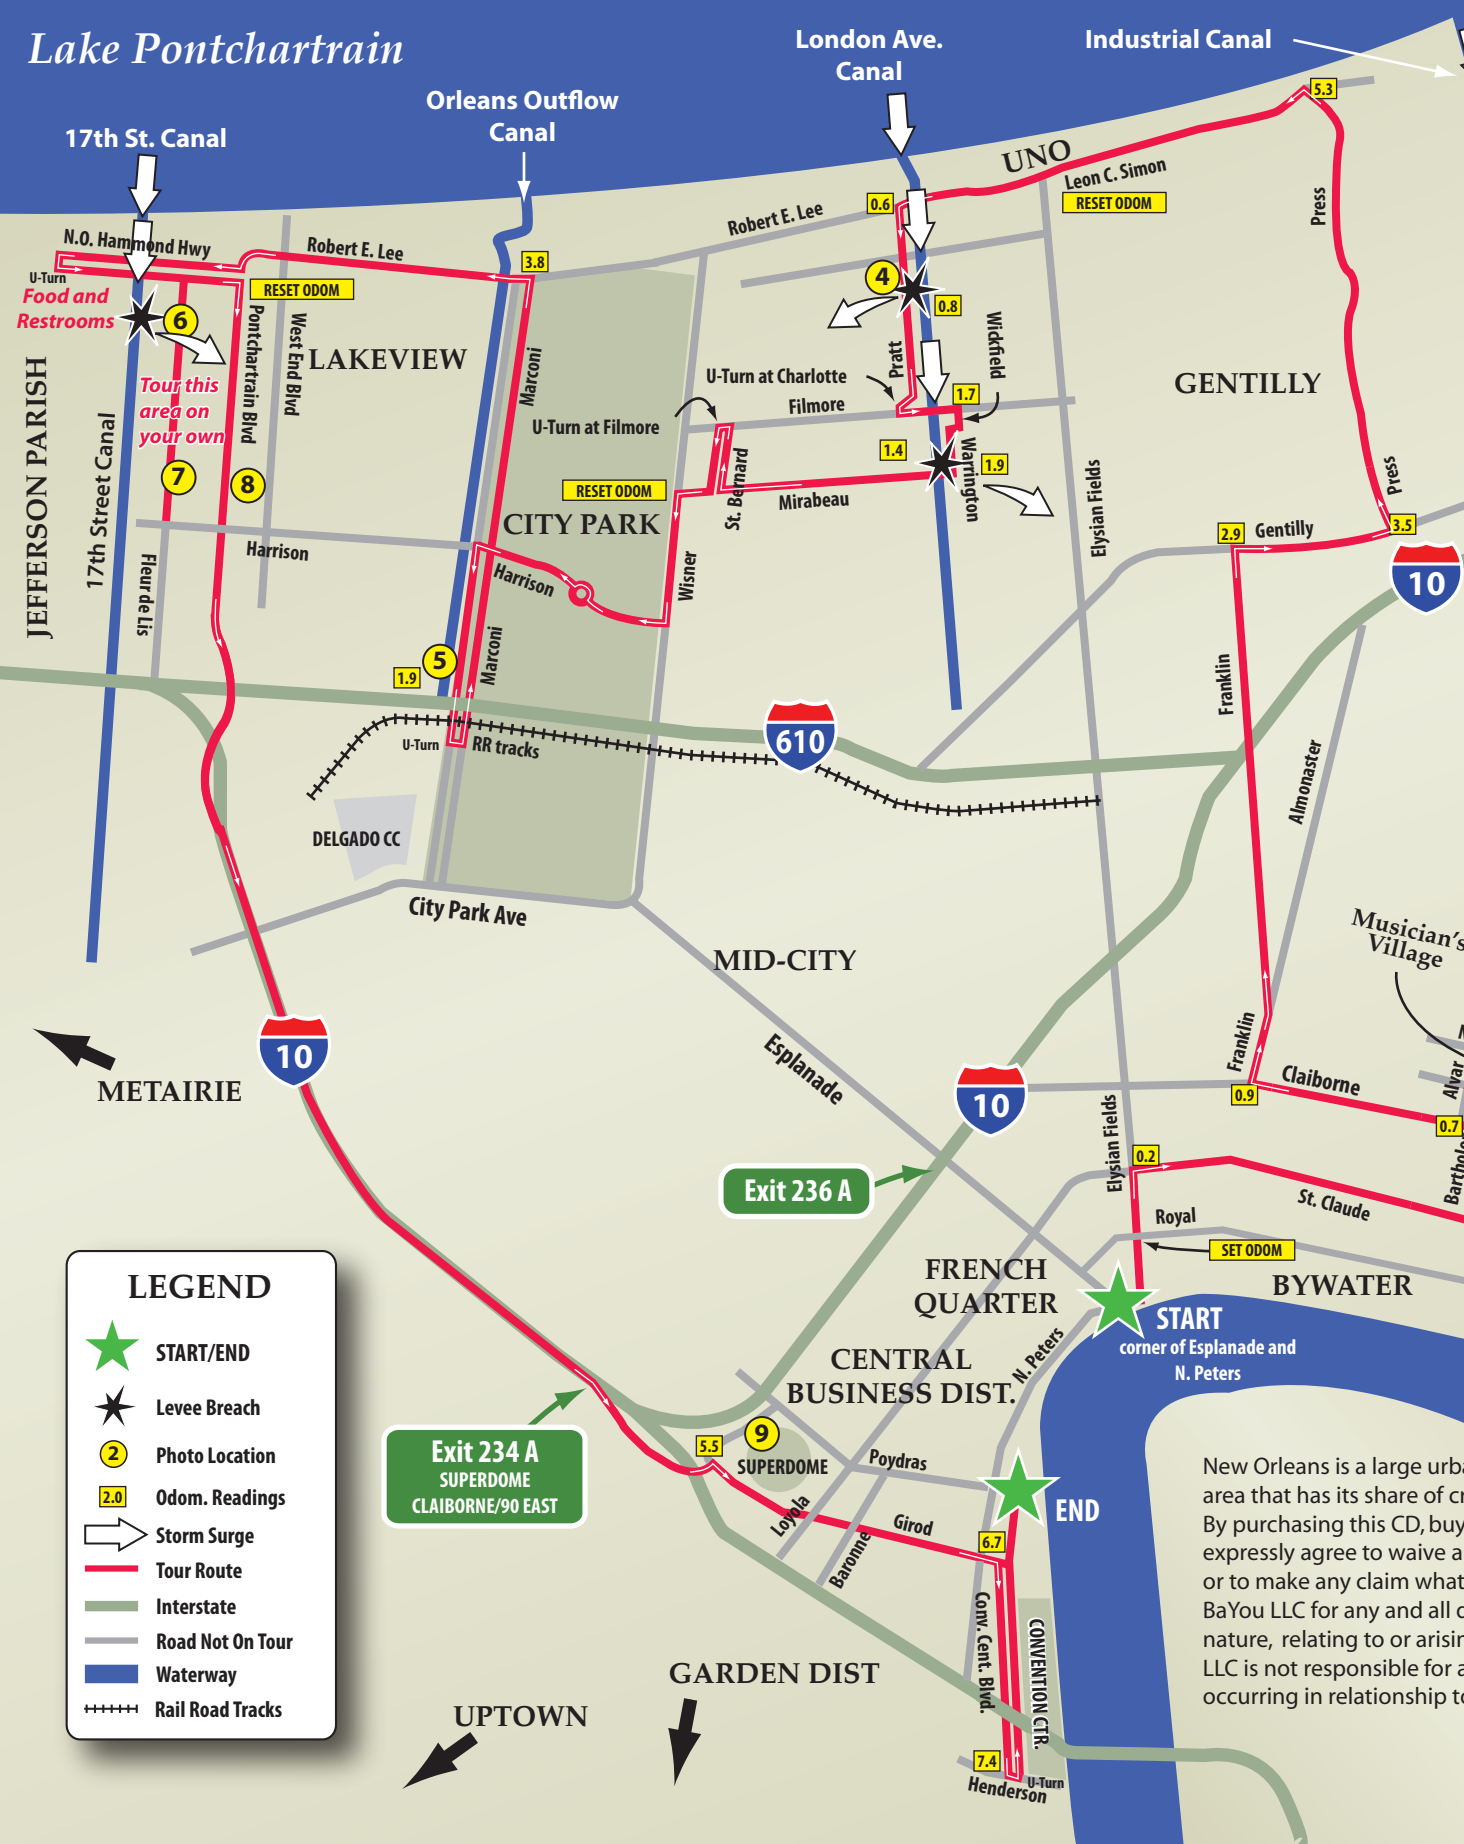 Lake Pontchartrain
London Ave.
Canal
Industrial Canal
Orleans Outflow
Canal
17th St. Canal
5.3
UNO
Leon C. Simon
RESET ODOM
Press
0.6
Robert E. Lee
N.O. Hammond Hwy
Robert E. Lee
3.8
U-Turn
RESET ODOM
Food and
Restrooms
6
4
0.8
Pontchartrain Blvd
West End Blvd
LAKEVIEW
Marconi
Pratt
Wickfield
JEFFERSON PARISH
Tour this
area on
your own
U-Turn at Charlotte
Filmore
1.7
GENTILLY
U-Turn at Filmore
17th Street Canal
7
8
1.4
1.9
Warrington
St. Bernard
RESET ODOM
Mirabeau
Elysian Fields
Press
CITY PARK
3.5
2.9
Gentilly
Harrison
Harrison
Wisner
Fleur de Lis
10
Marconi
5
1.9
Franklin
U-Turn
RR tracks
610
Almonaster
DELGADO CC
City Park Ave
Musician's
Village
MID-CITY
10
METAIRIE
Esplanade
Franklin
10
Claiborne
Alvar
0.9
0.7
Elysian Fields
0.2
Exit 236 A
St. Claude
Royal
SET ODOM
FRENCH
QUARTER
BYWATER
START
corner of Esplanade and
N. Peters
N. Peters
CENTRAL
BUSINESS DIST.
LEGEND
START/END
Levee Breach
2
Photo Location
2.0
Odom. Readings
Storm Surge
Tour Route
Interstate
Road Not On Tour
Waterway
Rail Road Tracks
Exit 234 A
SUPERDOME
CLAIBORNE/90 EAST
5.5
9
SUPERDOME
Poydras
Loyola
Girod
Baronne
END
6.7
Conv. Cent. Blvd.
CONVENTION CTR.
GARDEN DIST
UPTOWN
7.4
U-Turn
Henderson
New Orleans is a large
area that has its share of
By purchasing this CD, buy
expressly agree to waive
or to make any claim
BaYou LLC for any and all
nature, relating to or
LLC is not responsible for
occurring in relationship